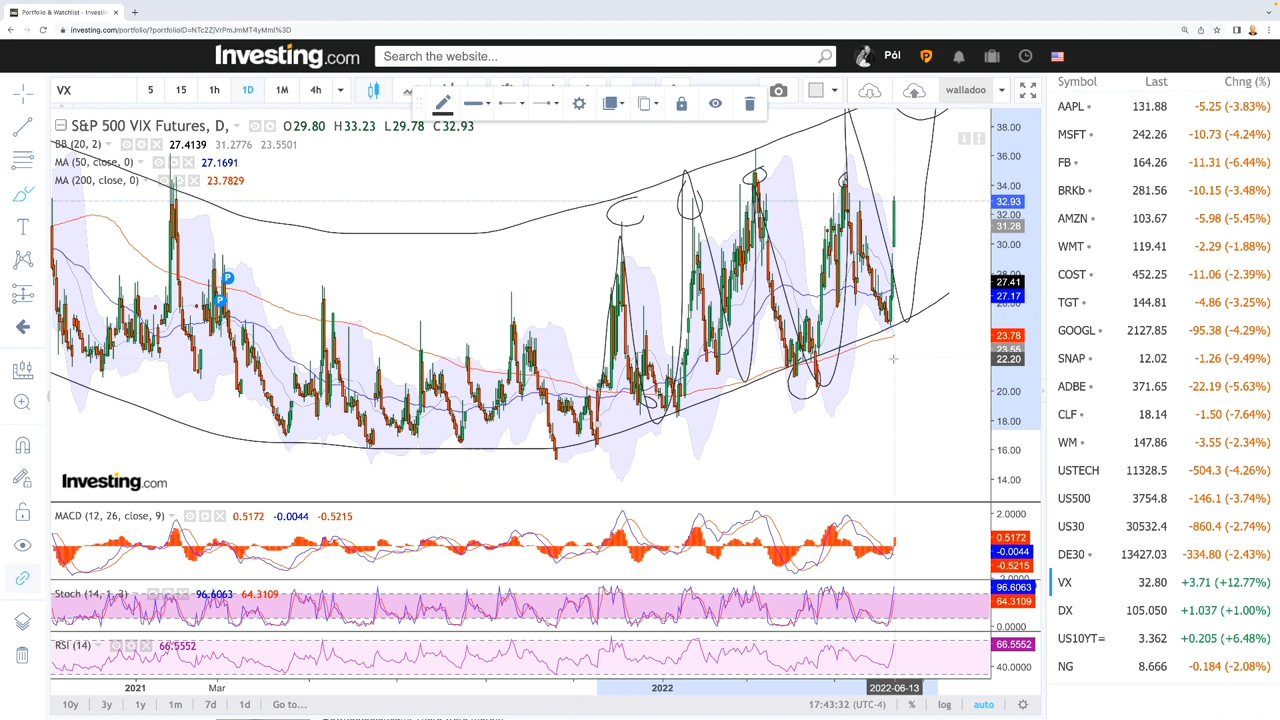 Portfolio & Watchlist - Investin
investing.com/portfolio/?portfolioID=NTc2ZjVrPmJmMT4yMmI%3D
Investing.com
Search the website...
Pól
VX
5
15
1h
1D
1M
4h
walladoo
S&P 500 VIX Futures, D, O29.80 H33.23 L29.78 C32.93
BB (20, 2) 27.4139 31.2776 23.5501
MA (50, close, 0) 27.1691
MA (200, close, 0) 23.7829
P
P
T
38.00
36.00
34.00
32.93
32.00
31.28
30.00
28.00
27.41
27.17
26.00
23.78
23.55
22.20
20.00
18.00
16.00
14.00
Investing.com
MACD (12, 26, close, 9) 0.5172 -0.0044 -0.5215
2.0000
0.5172
-0.0044
-0.5215
Stoch (14, 1, 3) 96.6063 64.3109
96.6063
64.3109
0.0000
RSI (14) 66.5552
66.5552
40.0000
2021
Mar
2022
2022-06-13
10y
3y
1y
1m
7d
1d
Go to...
17:43:32 (UTC-4)
%
log
auto
Symbol Last Chng (%)
AAPL 131.88 -5.25 (-3.83%)
MSFT 242.26 -10.73 (-4.24%)
FB 164.26 -11.31 (-6.44%)
BRKb 281.56 -10.15 (-3.48%)
AMZN 103.67 -5.98 (-5.45%)
WMT 119.41 -2.29 (-1.88%)
COST 452.25 -11.06 (-2.39%)
TGT 144.81 -4.86 (-3.25%)
GOOGL 2127.85 -95.38 (-4.29%)
SNAP 12.02 -1.26 (-9.49%)
ADBE 371.65 -22.19 (-5.63%)
CLF 18.14 -1.50 (-7.64%)
WM 147.86 -3.55 (-2.34%)
USTECH 11328.5 -504.3 (-4.26%)
US500 3754.8 -146.1 (-3.74%)
US30 30532.4 -860.4 (-2.74%)
DE30 13427.03 -334.80 (-2.43%)
VX 32.80 +3.71 (+12.77%)
DX 105.050 +1.037 (+1.00%)
US10YT= 3.362 +0.205 (+6.48%)
NG 8.666 -0.184 (-2.08%)